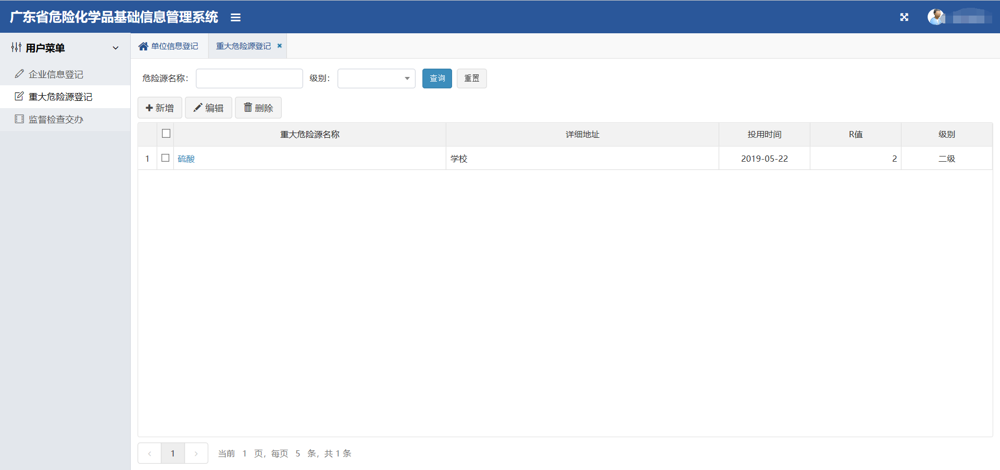 广东省危险化学品基础信息管理系统
用户菜单
企业信息登记
重大危险源登记
监督检查交办
单位信息登记 重大危险源登记
危险源名称： 级别： 查询 重置
新增 编辑 删除
重大危险源名称 详细地址 投用时间 R值 级别
1 硫酸 学校 2019-05-22 2 二级
1 当前 1 页，每页 5 条，共 1 条